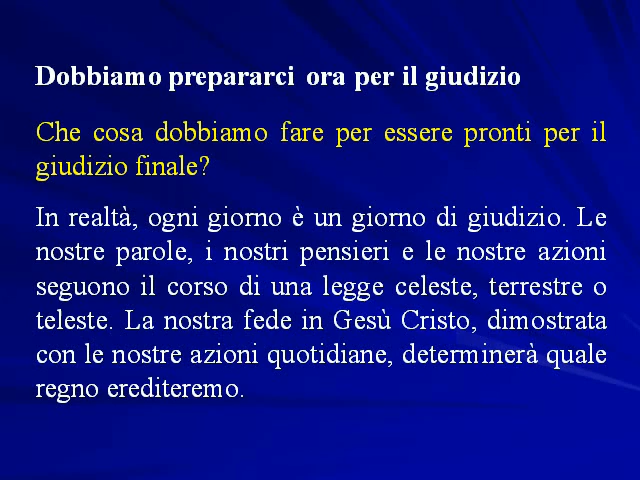 Dobbiamo prepararci ora per il giudizio
Che cosa dobbiamo fare per essere pronti per il
giudizio finale?
In realtà, ogni giorno è un giorno di giudizio. Le
nostre parole, i nostri pensieri e le nostre azioni
seguono il corso di una legge celeste, terrestre o
teleste. La nostra fede in Gesù Cristo, dimostrata
con le nostre azioni quotidiane, determinerà quale
regno erediteremo.